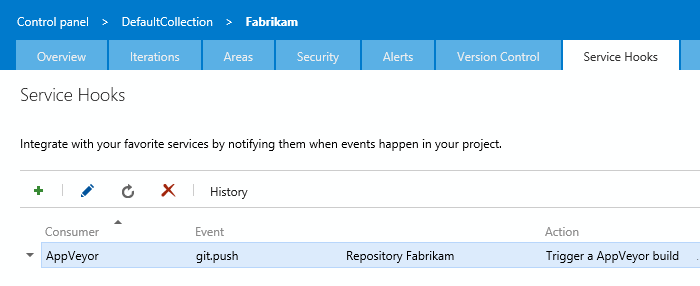 Control panel > DefaultCollection > Fabrikam
Overview Iterations Areas Security Alerts Version Control Service Hooks
Service Hooks
Integrate with your favorite services by notifying them when events happen in your project.
History
Consumer Event Action
AppVeyor git.push Repository Fabrikam Trigger a AppVeyor build